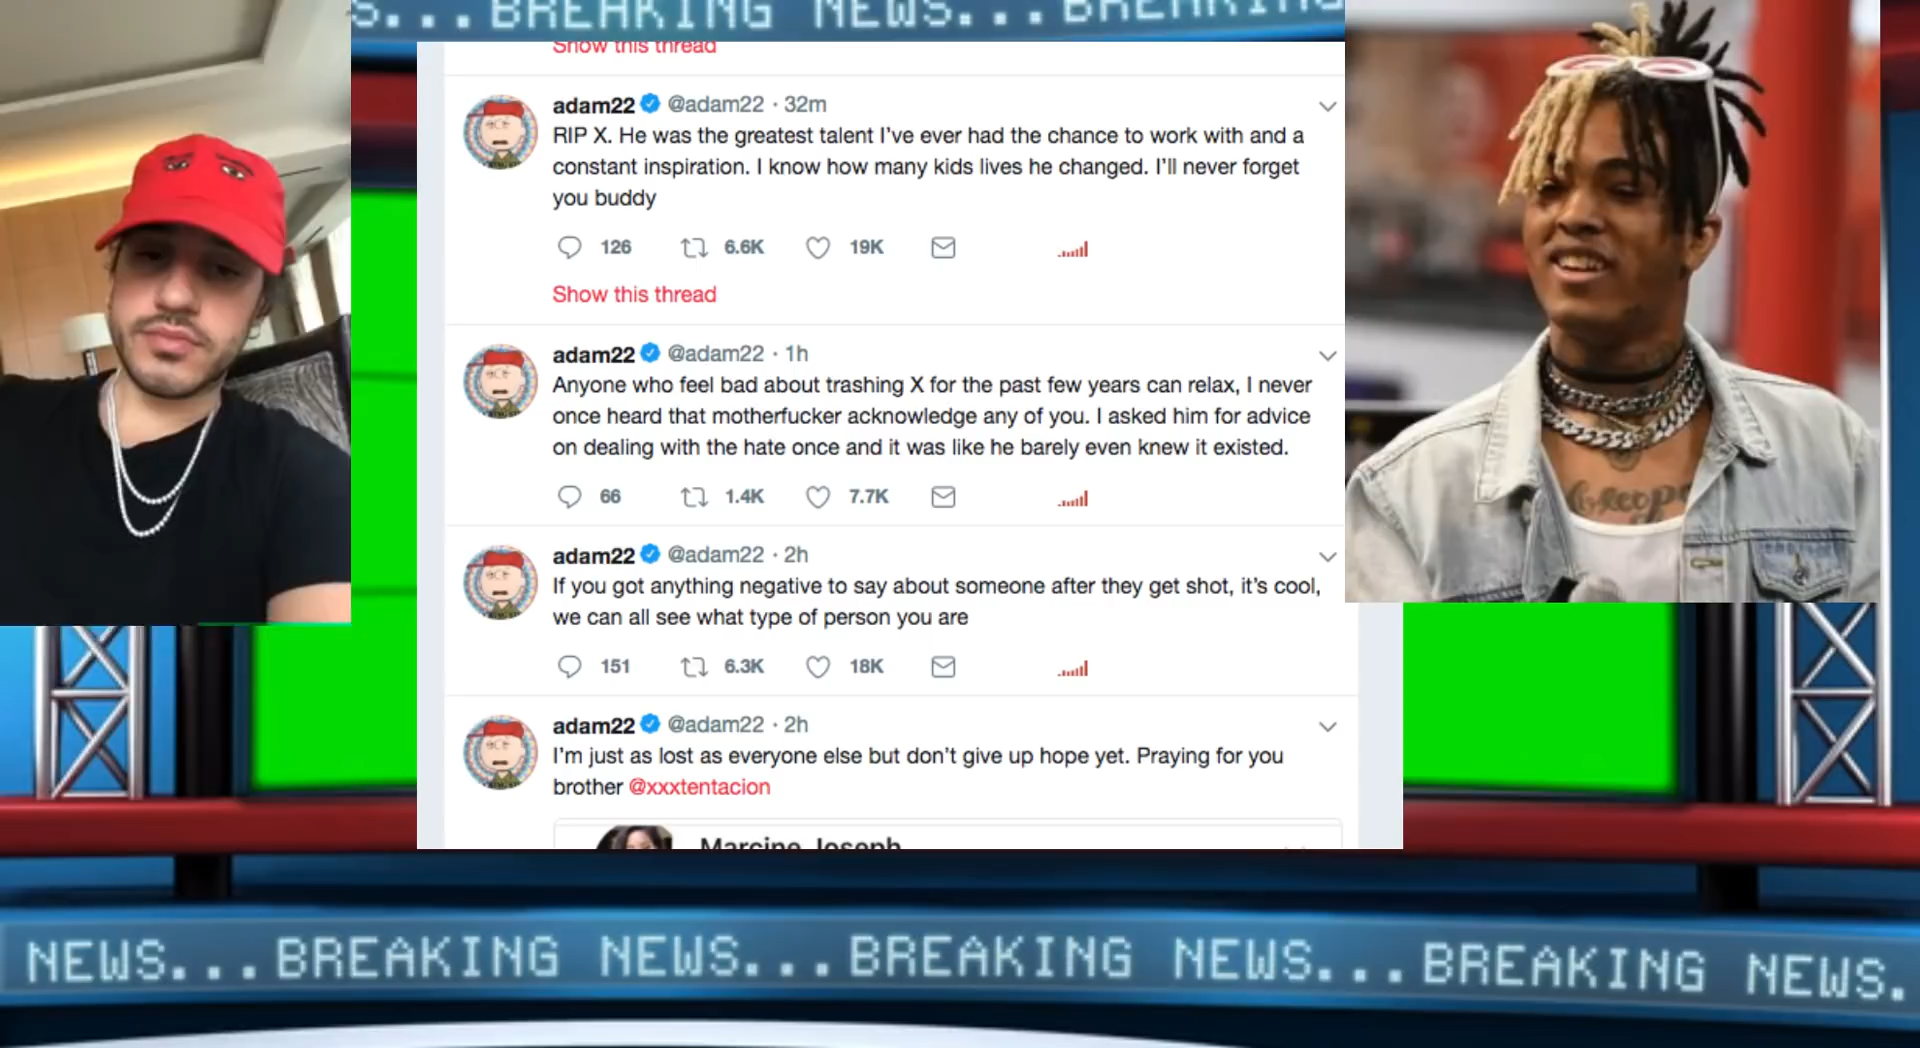 S...BREAKING NEWS...BREAKING
Show this thread
adam22 @adam22 · 32m
RIP X. He was the greatest talent I've ever had the chance to work with and a
constant inspiration. I know how many kids lives he changed. I'll never forget
you buddy
126 6.6K 19K
Show this thread
adam22 @adam22 · 1h
Anyone who feel bad about trashing X for the past few years can relax, I never
once heard that motherfucker acknowledge any of you. I asked him for advice
on dealing with the hate once and it was like he barely even knew it existed.
66 1.4K 7.7K
adam22 @adam22 · 2h
If you got anything negative to say about someone after they get shot, it's cool,
we can all see what type of person you are
151 6.3K 18K
adam22 @adam22 · 2h
I'm just as lost as everyone else but don't give up hope yet. Praying for you
brother @xxxtentacion
Marcine Joseph
NEWS...BREAKING NEWS...BREAKING NEWS...BREAKING NEWS.